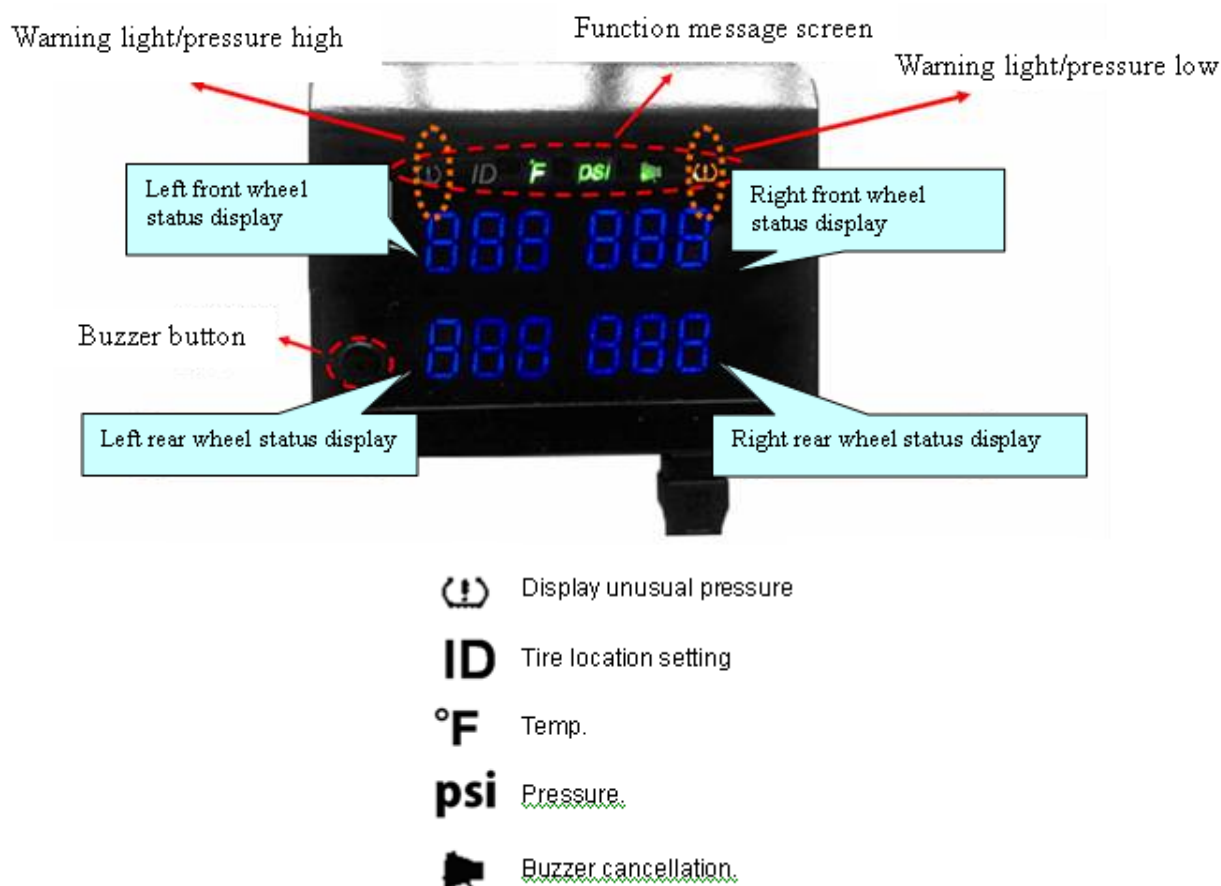 Warning light/pressure high
Function message screen
Warning light/pressure low
ID °F psi
Left front wheel
status display
Right front wheel
status display
888 888
Buzzer button
888 888
Left rear wheel status display
Right rear wheel status display
Display unusual pressure
ID Tire location setting
°F Temp.
psi Pressure.
Buzzer cancellation.